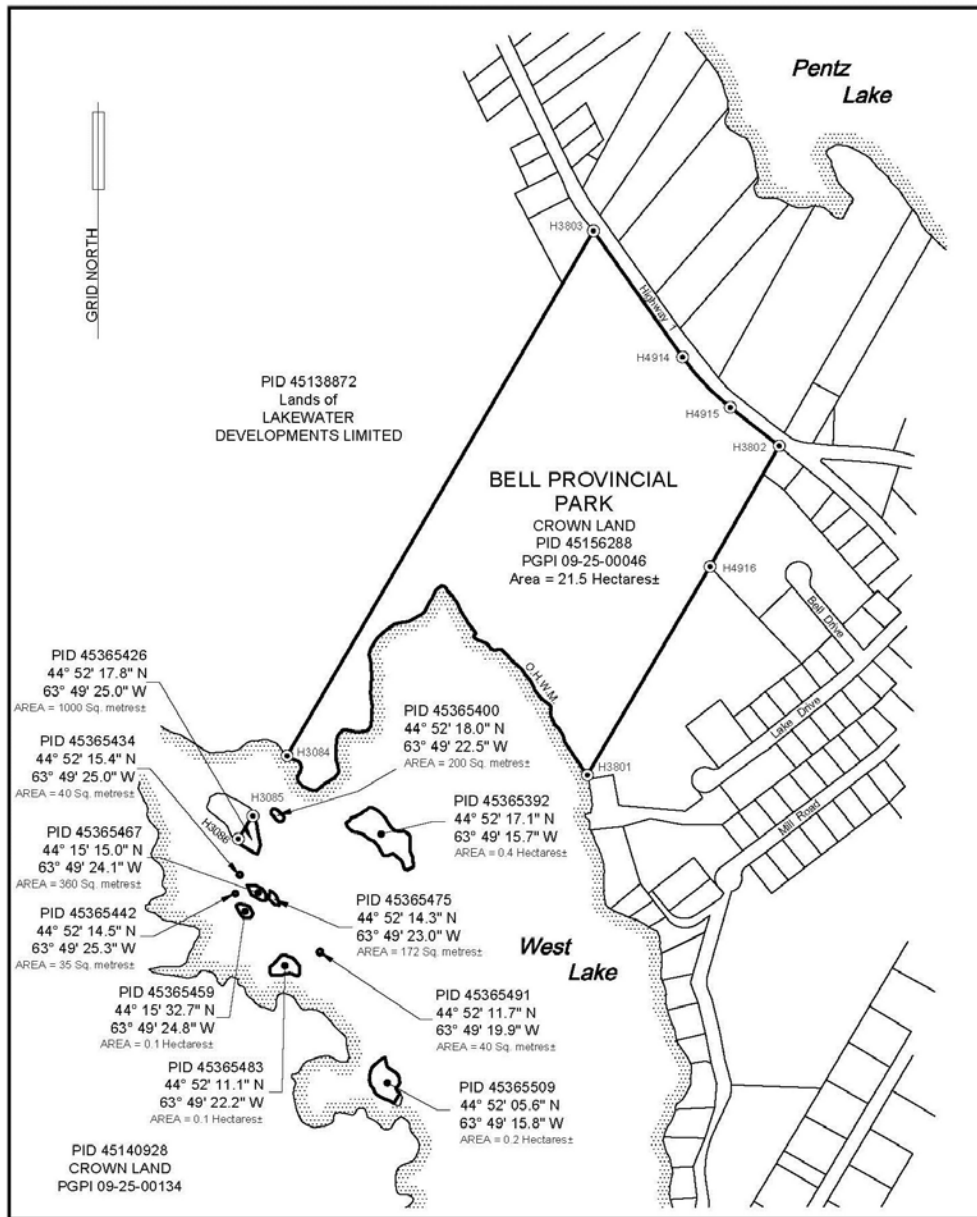 Pentz
Lake
GRID NORTH
H3803
Highway 1
H4914
H4915
H3802
PID 45138872
Lands of
LAKEWATER
DEVELOPMENTS LIMITED
BELL PROVINCIAL
PARK
CROWN LAND
PID 45156288
PGPI 09-25-00046
Area = 21.5 Hectares±
H4916
Bell Drive
Lake Drive
Mill Road
O.H.W.M.
H3084
H3801
H3085
H3086
PID 45365426
44° 52' 17.8" N
63° 49' 25.0" W
AREA = 1000 Sq. metres±
PID 45365434
44° 52' 15.4" N
63° 49' 25.0" W
AREA = 40 Sq. metres±
PID 45365467
44° 15' 15.0" N
63° 49' 24.1" W
AREA = 360 Sq. metres±
PID 45365442
44° 52' 14.5" N
63° 49' 25.3" W
AREA = 35 Sq. metres±
PID 45365459
44° 15' 32.7" N
63° 49' 24.8" W
AREA = 0.1 Hectares±
PID 45365483
44° 52' 11.1" N
63° 49' 22.2" W
AREA = 0.1 Hectares±
PID 45365400
44° 52' 18.0" N
63° 49' 22.5" W
AREA = 200 Sq. metres±
PID 45365392
44° 52' 17.1" N
63° 49' 15.7" W
AREA = 0.4 Hectares±
PID 45365475
44° 52' 14.3" N
63° 49' 23.0" W
AREA = 172 Sq. metres±
West
Lake
PID 45365491
44° 52' 11.7" N
63° 49' 19.9" W
AREA = 40 Sq. metres±
PID 45365509
44° 52' 05.6" N
63° 49' 15.8" W
AREA = 0.2 Hectares±
PID 45140928
CROWN LAND
PGPI 09-25-00134